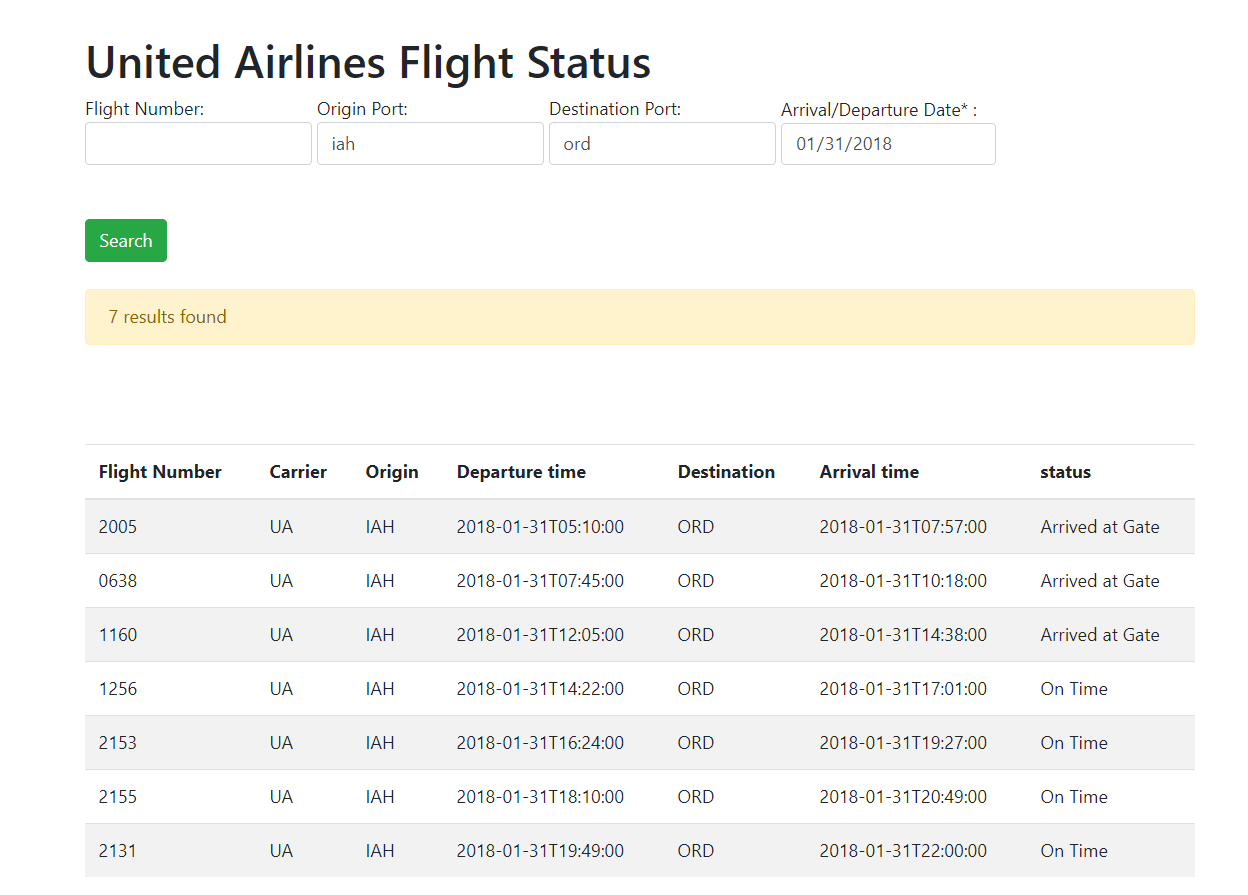 United Airlines Flight Status
Flight Number: Origin Port: Destination Port: Arrival/Departure Date* :
iah ord 01/31/2018
Search
7 results found
Flight Number Carrier Origin Departure time Destination Arrival time status
2005 UA IAH 2018-01-31T05:10:00 ORD 2018-01-31T07:57:00 Arrived at Gate
0638 UA IAH 2018-01-31T07:45:00 ORD 2018-01-31T10:18:00 Arrived at Gate
1160 UA IAH 2018-01-31T12:05:00 ORD 2018-01-31T14:38:00 Arrived at Gate
1256 UA IAH 2018-01-31T14:22:00 ORD 2018-01-31T17:01:00 On Time
2153 UA IAH 2018-01-31T16:24:00 ORD 2018-01-31T19:27:00 On Time
2155 UA IAH 2018-01-31T18:10:00 ORD 2018-01-31T20:49:00 On Time
2131 UA IAH 2018-01-31T19:49:00 ORD 2018-01-31T22:00:00 On Time